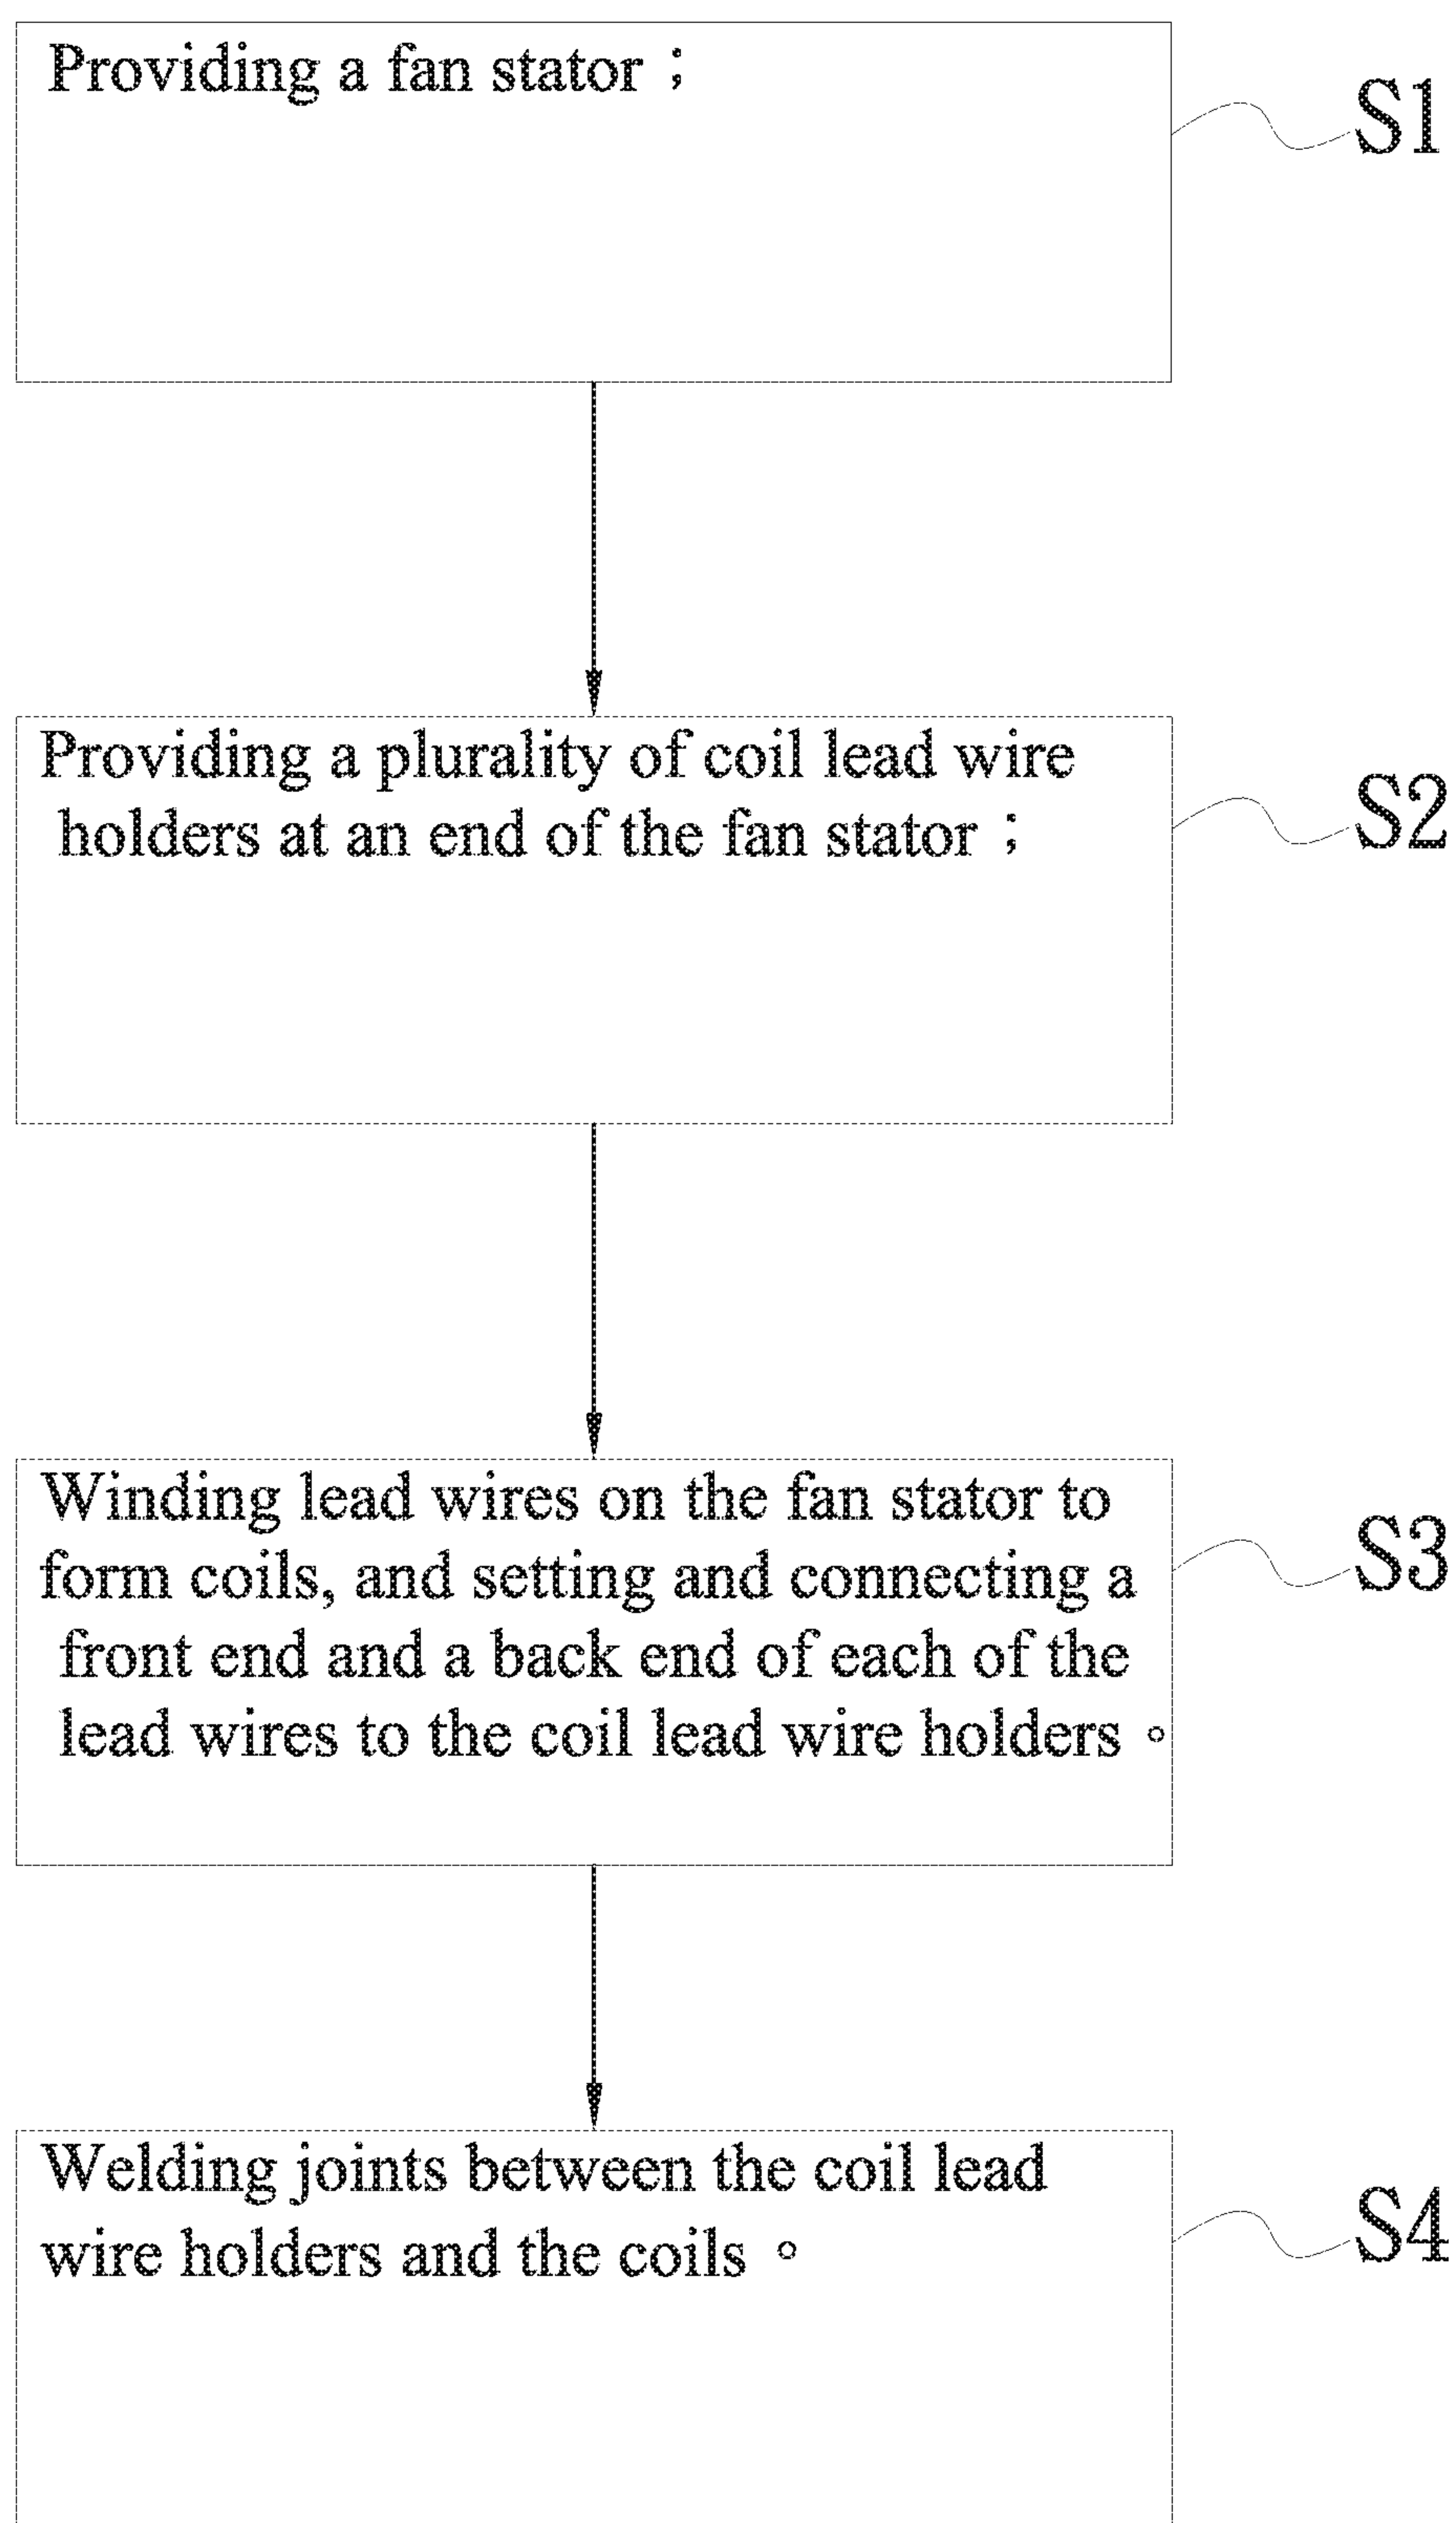 Providing a fan stator；
S1
Providing a plurality of coil lead wire
holders at an end of the fan stator；
S2
Winding lead wires on the fan stator to
form coils, and setting and connecting a
front end and a back end of each of the
lead wires to the coil lead wire holders。
S3
Welding joints between the coil lead
wire holders and the coils。
S4